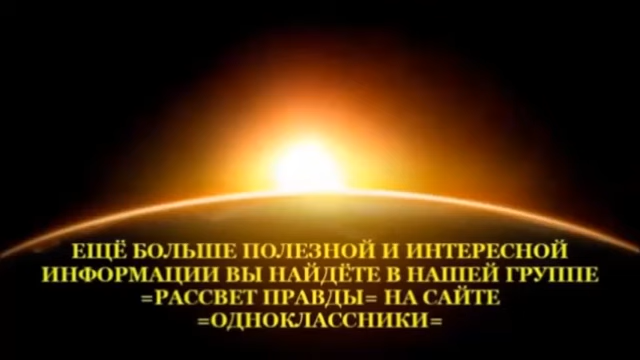 ЕЩЁ БОЛЬШЕ ПОЛЕЗНОЙ И ИНТЕРЕСНОЙ
ИНФОРМАЦИИ ВЫ НАЙДЁТЕ В НАШЕЙ ГРУППЕ
=РАССВЕТ ПРАВДЫ= НА САЙТЕ
=ОДНОКЛАССНИКИ=